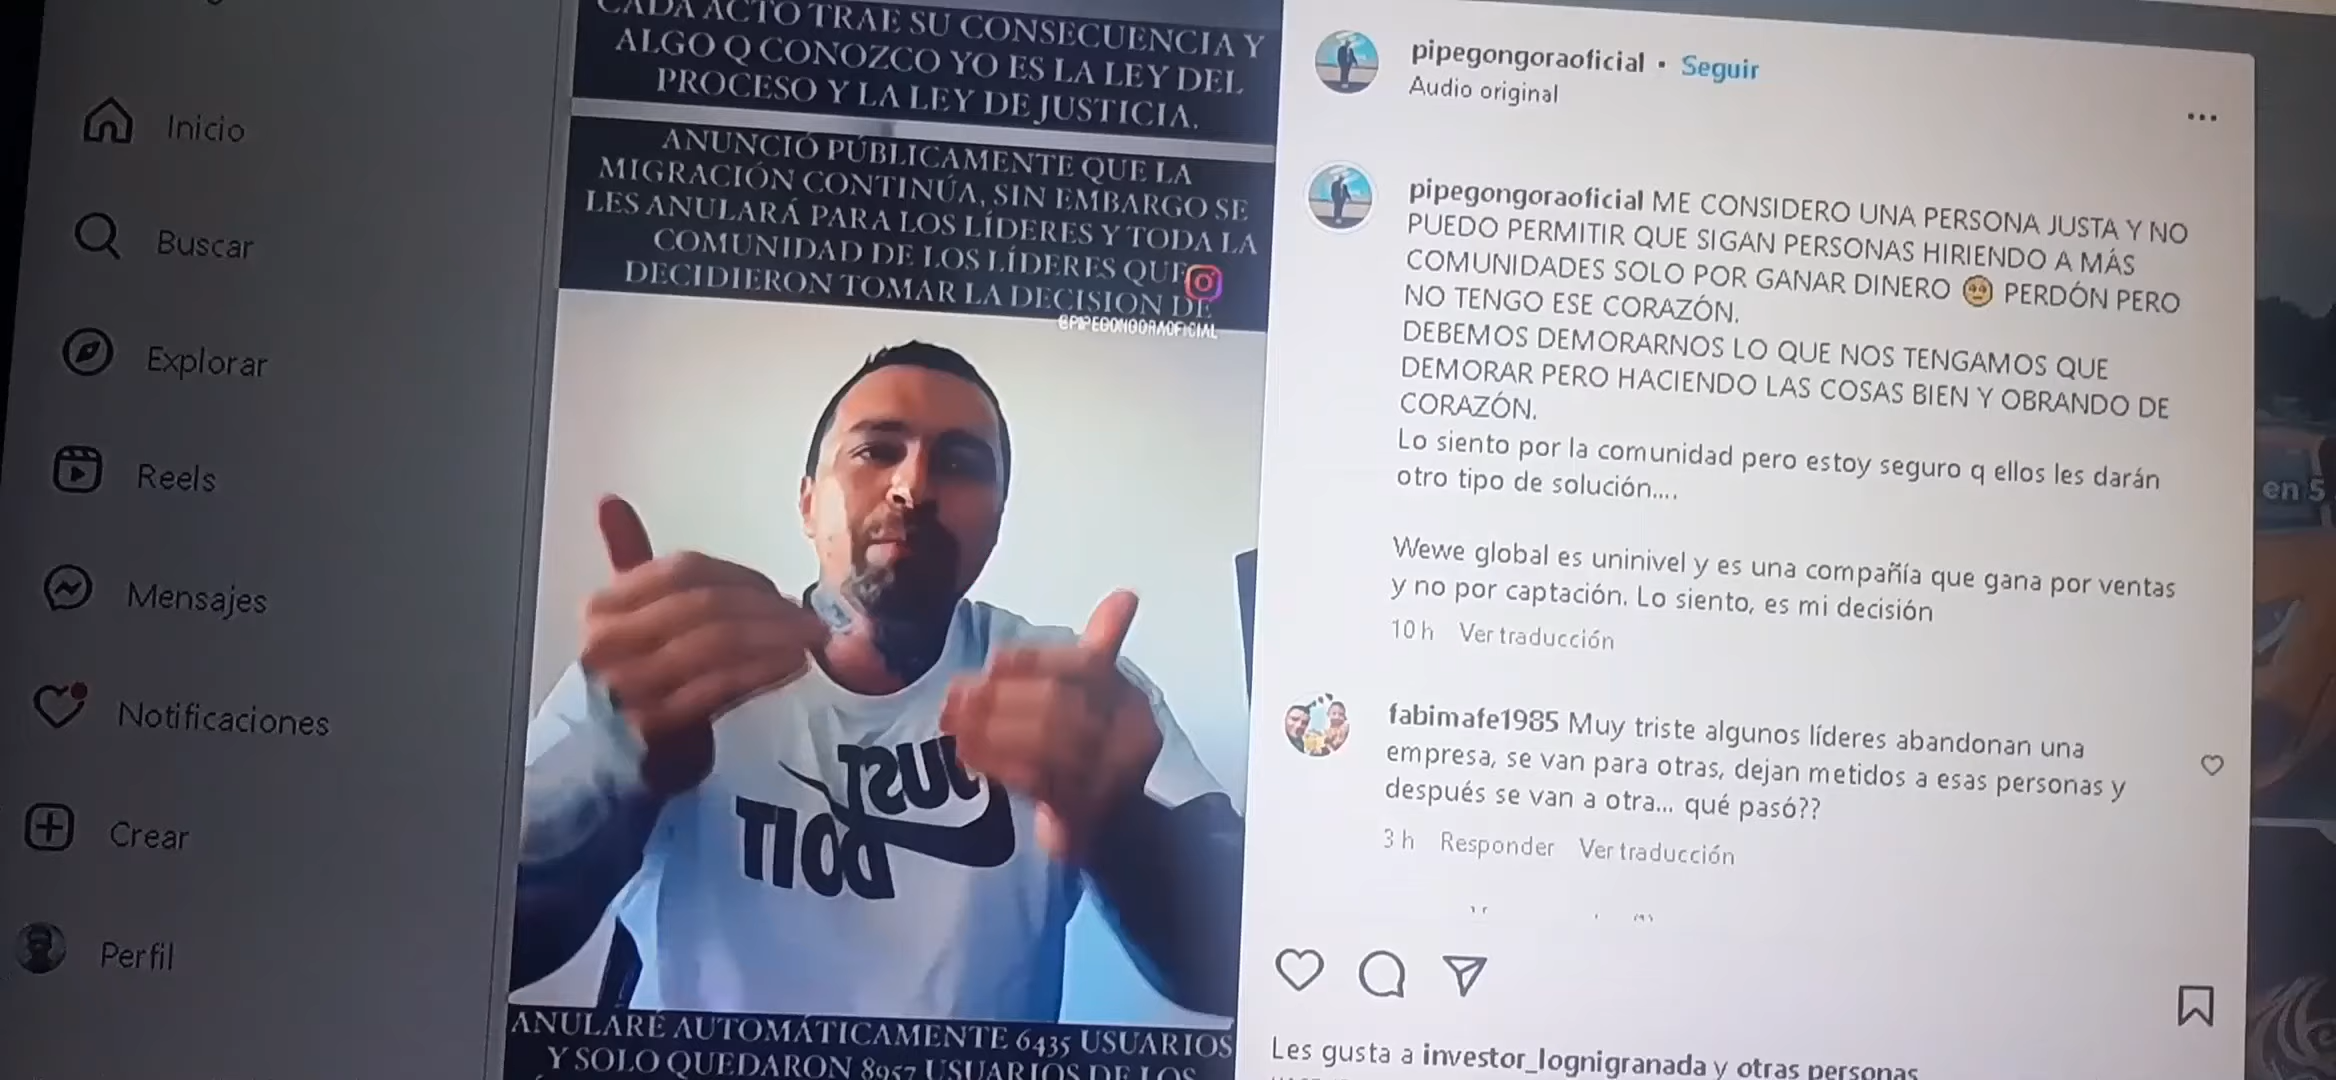 Inicio
Buscar
Explorar
Reels
Mensajes
Notificaciones
Crear
Perfil
CADA ACTO TRAE SU CONSECUENCIA Y
ALGO Q CONOZCO YO ES LA LEY DEL
PROCESO Y LA LEY DE JUSTICIA.
ANUNCIÓ PÚBLICAMENTE QUE LA
MIGRACIÓN CONTINÚA, SIN EMBARGO SE
LES ANULARÁ PARA LOS LÍDERES Y TODA LA
COMUNIDAD DE LOS LÍDERES QUE
DECIDIERON TOMAR LA DECISION DE
@PIPEGONGORAOFICIAL
JUST
DO IT
ANULARÉ AUTOMÁTICAMENTE 6435 USUARIOS
Y SOLO QUEDARON 8957 USUARIOS DE LOS
pipegongoraoficial • Seguir
Audio original
pipegongoraoficial ME CONSIDERO UNA PERSONA JUSTA Y NO
PUEDO PERMITIR QUE SIGAN PERSONAS HIRIENDO A MÁS
COMUNIDADES SOLO POR GANAR DINERO 🥺 PERDÓN PERO
NO TENGO ESE CORAZÓN.
DEBEMOS DEMORARNOS LO QUE NOS TENGAMOS QUE
DEMORAR PERO HACIENDO LAS COSAS BIEN Y OBRANDO DE
CORAZÓN.
Lo siento por la comunidad pero estoy seguro q ellos les darán
otro tipo de solución....
Wewe global es uninivel y es una compañía que gana por ventas
y no por captación. Lo siento, es mi decisión
10 h Ver traducción
fabimafe1985 Muy triste algunos líderes abandonan una
empresa, se van para otras, dejan metidos a esas personas y
después se van a otra... qué pasó??
3 h Responder Ver traducción
Les gusta a investor_lognigranada y otras personas
en 5